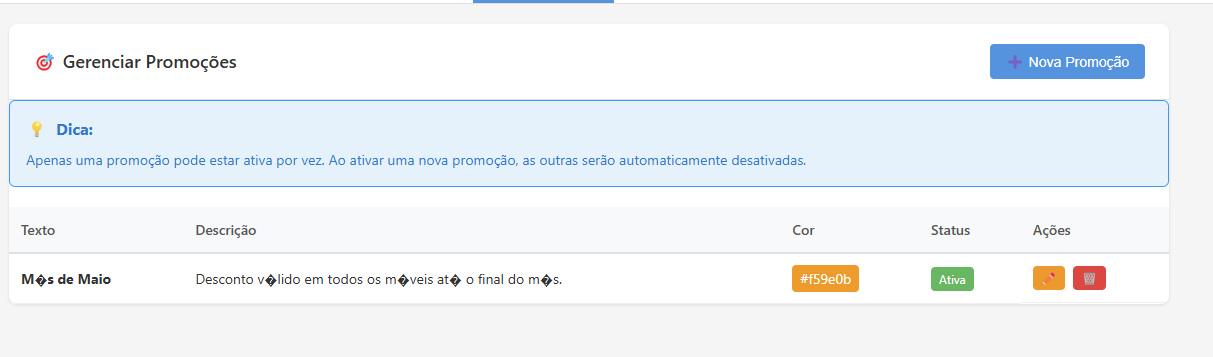 🎯 Gerenciar Promoções
➕ Nova Promoção
💡 Dica:
Apenas uma promoção pode estar ativa por vez. Ao ativar uma nova promoção, as outras serão automaticamente desativadas.
Texto Descrição Cor Status Ações
M�s de Maio Desconto v�lido em todos os m�veis at� o final do m�s. #f59e0b Ativa